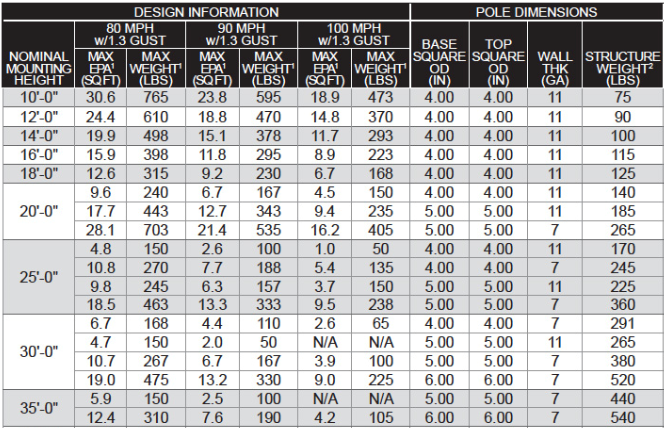 DESIGN INFORMATION POLE DIMENSIONS
80 MPH w/1.3 GUST 90 MPH w/1.3 GUST 100 MPH w/1.3 GUST
NOMINAL MOUNTING HEIGHT MAX EPA¹ (SQFT) MAX WEIGHT¹ (LBS) MAX EPA¹ (SQFT) MAX WEIGHT¹ (LBS) MAX EPA¹ (SQFT) MAX WEIGHT¹ (LBS) BASE SQUARE OD (IN) TOP SQUARE OD (IN) WALL THK (GA) STRUCTURE WEIGHT² (LBS)
10'-0" 30.6 765 23.8 595 18.9 473 4.00 4.00 11 75
12'-0" 24.4 610 18.8 470 14.8 370 4.00 4.00 11 90
14'-0" 19.9 498 15.1 378 11.7 293 4.00 4.00 11 100
16'-0" 15.9 398 11.8 295 8.9 223 4.00 4.00 11 115
18'-0" 12.6 315 9.2 230 6.7 168 4.00 4.00 11 125
20'-0" 9.6 240 6.7 167 4.5 150 4.00 4.00 11 140
17.7 443 12.7 343 9.4 235 5.00 5.00 11 185
28.1 703 21.4 535 16.2 405 5.00 5.00 7 265
25'-0" 4.8 150 2.6 100 1.0 50 4.00 4.00 11 170
10.8 270 7.7 188 5.4 135 4.00 4.00 7 245
9.8 245 6.3 157 3.7 150 5.00 5.00 11 225
18.5 463 13.3 333 9.5 238 5.00 5.00 7 360
30'-0" 6.7 168 4.4 110 2.6 65 4.00 4.00 7 291
4.7 150 2.0 50 N/A N/A 5.00 5.00 11 265
10.7 267 6.7 167 3.9 100 5.00 5.00 7 380
19.0 475 13.2 330 9.0 225 6.00 6.00 7 520
35'-0" 5.9 150 2.5 100 N/A N/A 5.00 5.00 7 440
12.4 310 7.6 190 4.2 105 6.00 6.00 7 540